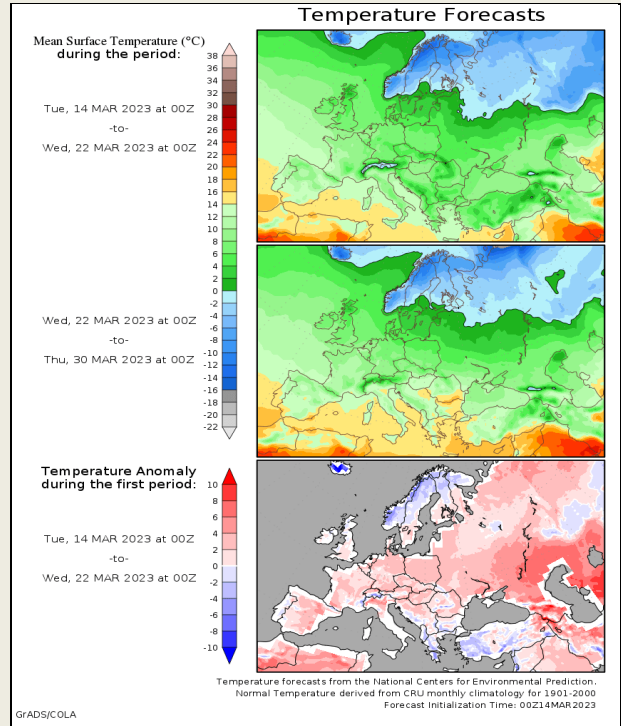 Temperature Forecasts
Mean Surface Temperature (°C)
during the period:
Tue, 14 MAR 2023 at 00Z
-to-
Wed, 22 MAR 2023 at 00Z
38
36
34
32
30
28
26
24
22
20
18
16
14
12
10
8
6
4
2
0
-2
-4
-6
-8
-10
-12
-14
-16
-18
-20
-22
Wed, 22 MAR 2023 at 00Z
-to-
Thu, 30 MAR 2023 at 00Z
Temperature Anomaly
during the first period:
Tue, 14 MAR 2023 at 00Z
-to-
Wed, 22 MAR 2023 at 00Z
10
8
6
4
2
0
-2
-4
-6
-8
-10
Temperature forecasts from the National Centers for Environmental Prediction.
Normal Temperature derived from CRU monthly climatology for 1901-2000
Forecast Initialization Time: 00Z14MAR2023
GrADS/COLA